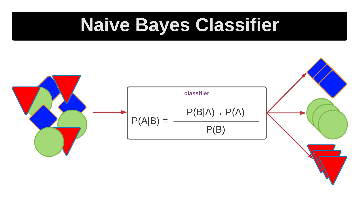 Naive Bayes Classifier
classifier
P(B|A) . P(A)
P(A|B) =
P(B)